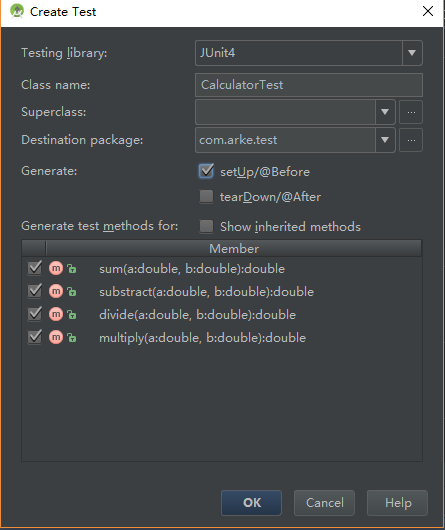 Create Test
Testing library: JUnit4
Class name: CalculatorTest
Superclass: ...
Destination package: com.arke.test ...
Generate: setUp/@Before
tearDown/@After
Generate test methods for: Show inherited methods
Member
m sum(a:double, b:double):double
m substract(a:double, b:double):double
m divide(a:double, b:double):double
m multiply(a:double, b:double):double
OK Cancel Help